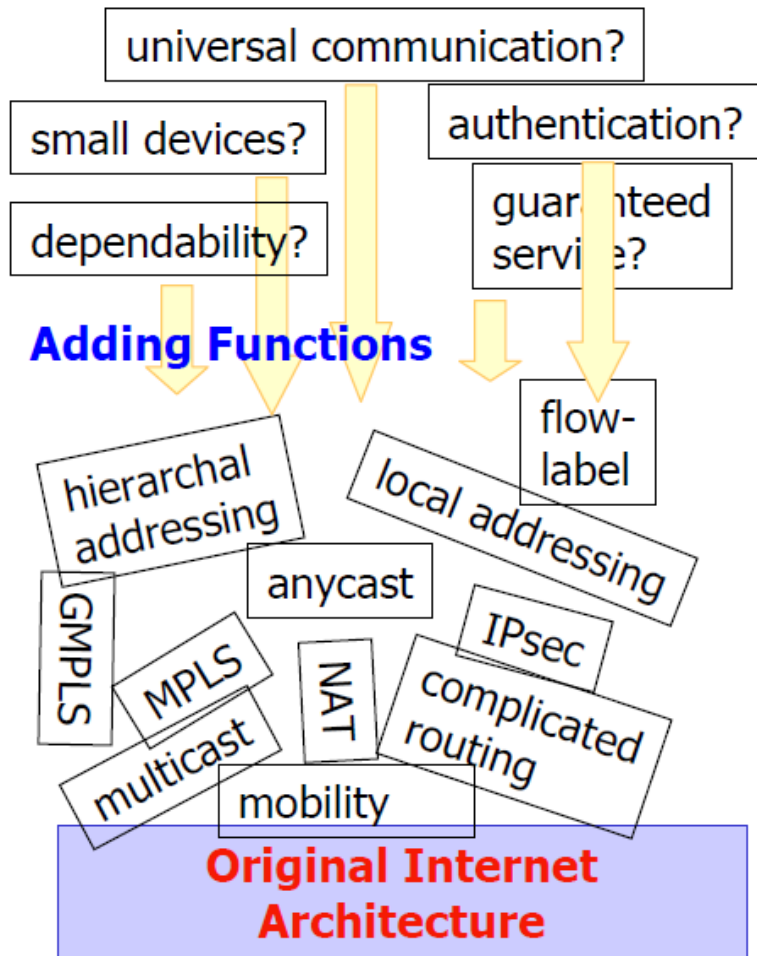 universal communication?
small devices?
authentication?
dependability?
guaranteed
service?
Adding Functions
flow-
label
hierarchal
addressing
local addressing
anycast
GMPLS
MPLS
NAT
IPsec
complicated
routing
multicast
mobility
Original Internet
Architecture